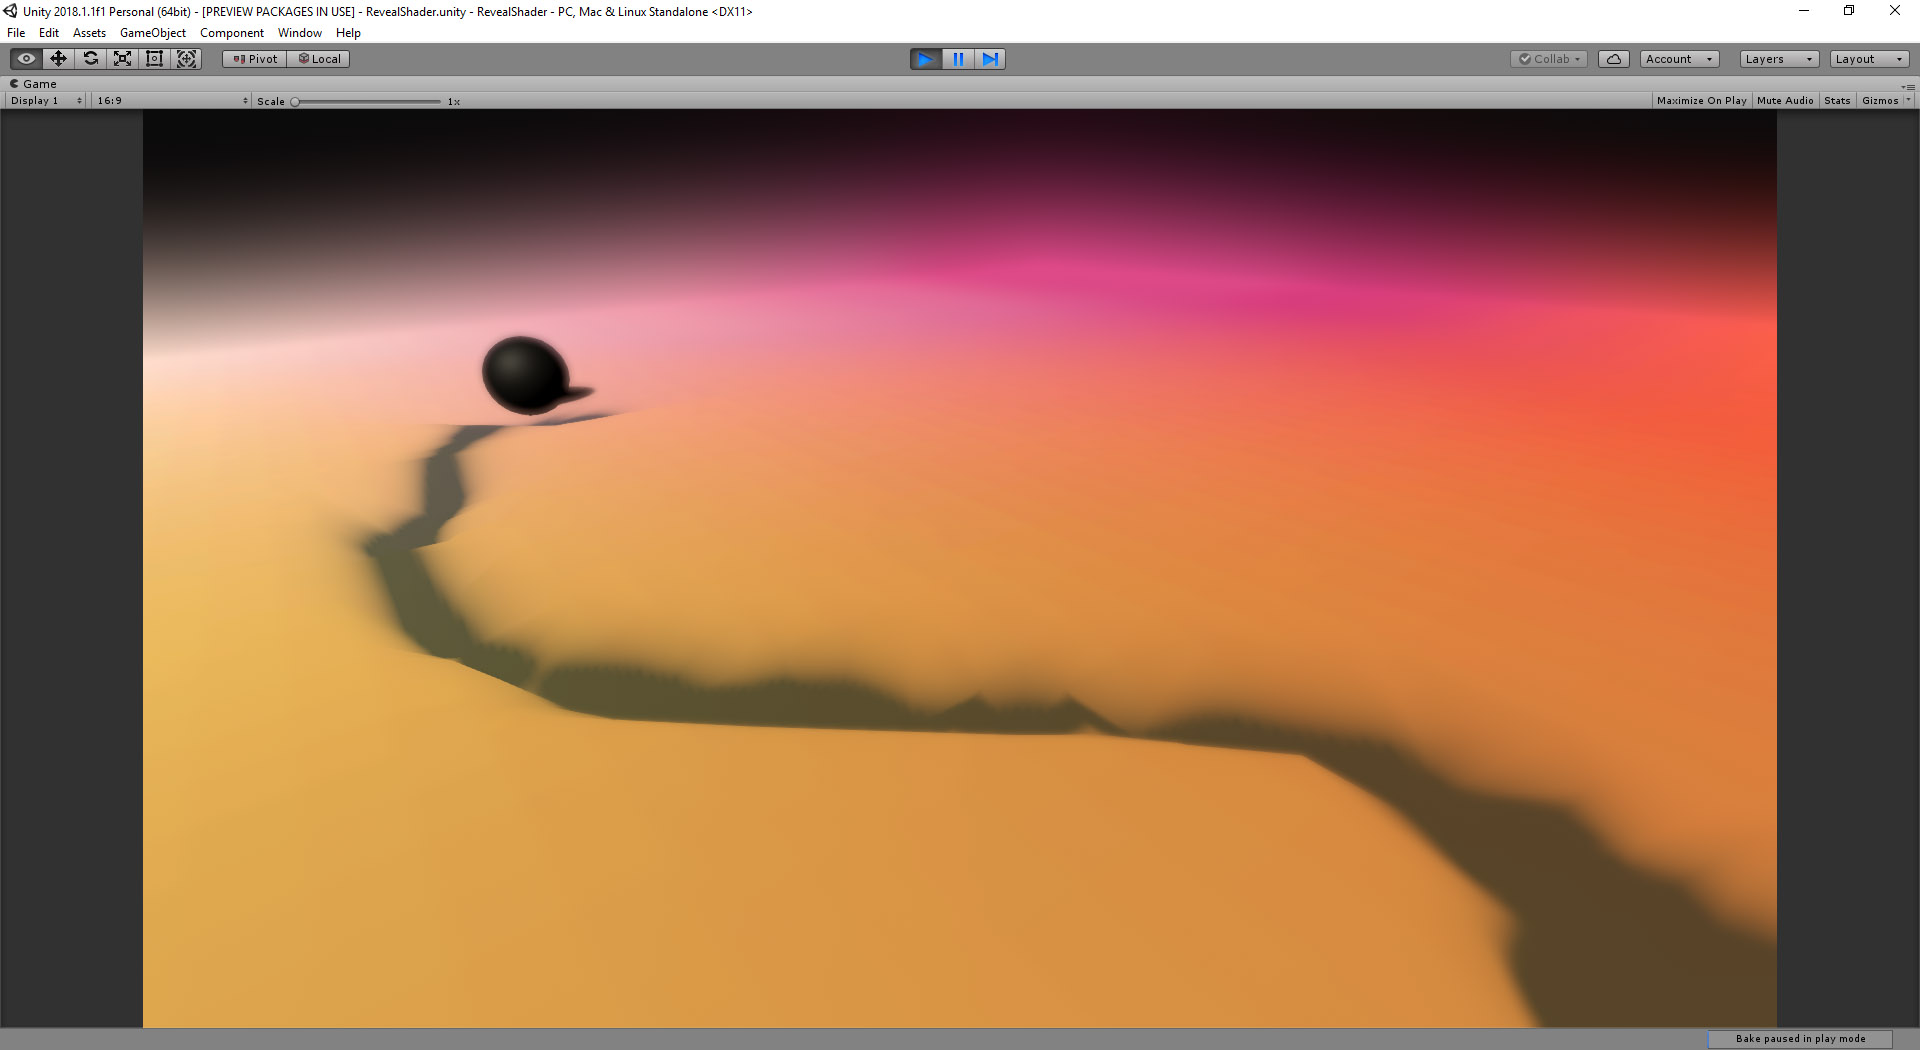 Unity 2018.1.1f1 Personal (64bit) - [PREVIEW PACKAGES IN USE] - RevealShader.unity - RevealShader - PC, Mac & Linux Standalone <DX11>
File Edit Assets GameObject Component Window Help
Pivot Local Collab Account Layers Layout
Game
Display 1 16:9 Scale 1x Maximize On Play Mute Audio Stats Gizmos
Bake paused in play mode